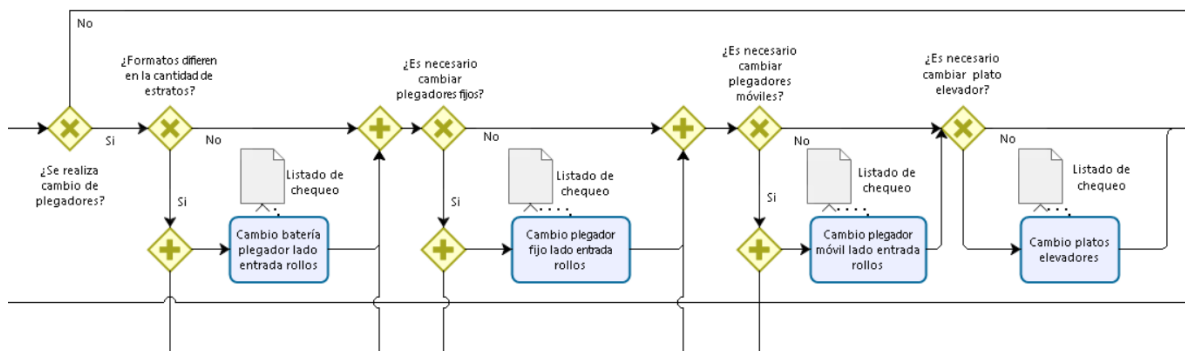 No
¿Formatos difieren
en la cantidad de
estratos?
¿Es necesario
cambiar
plegadores fijos?
¿Es necesario
cambiar
plegadores
móviles?
¿Es necesario
cambiar plato
elevador?
Si
No
No
No
No
¿Se realiza
cambio de
plegadores?
Si
Listado de
chequeo
Si
Listado de
chequeo
Si
Listado de
chequeo
Listado de
chequeo
Cambio batería
plegador lado
entrada rollos
Cambio plegador
fijo lado entrada
rollos
Cambio plegador
móvil lado entrada
rollos
Cambio platos
elevadores